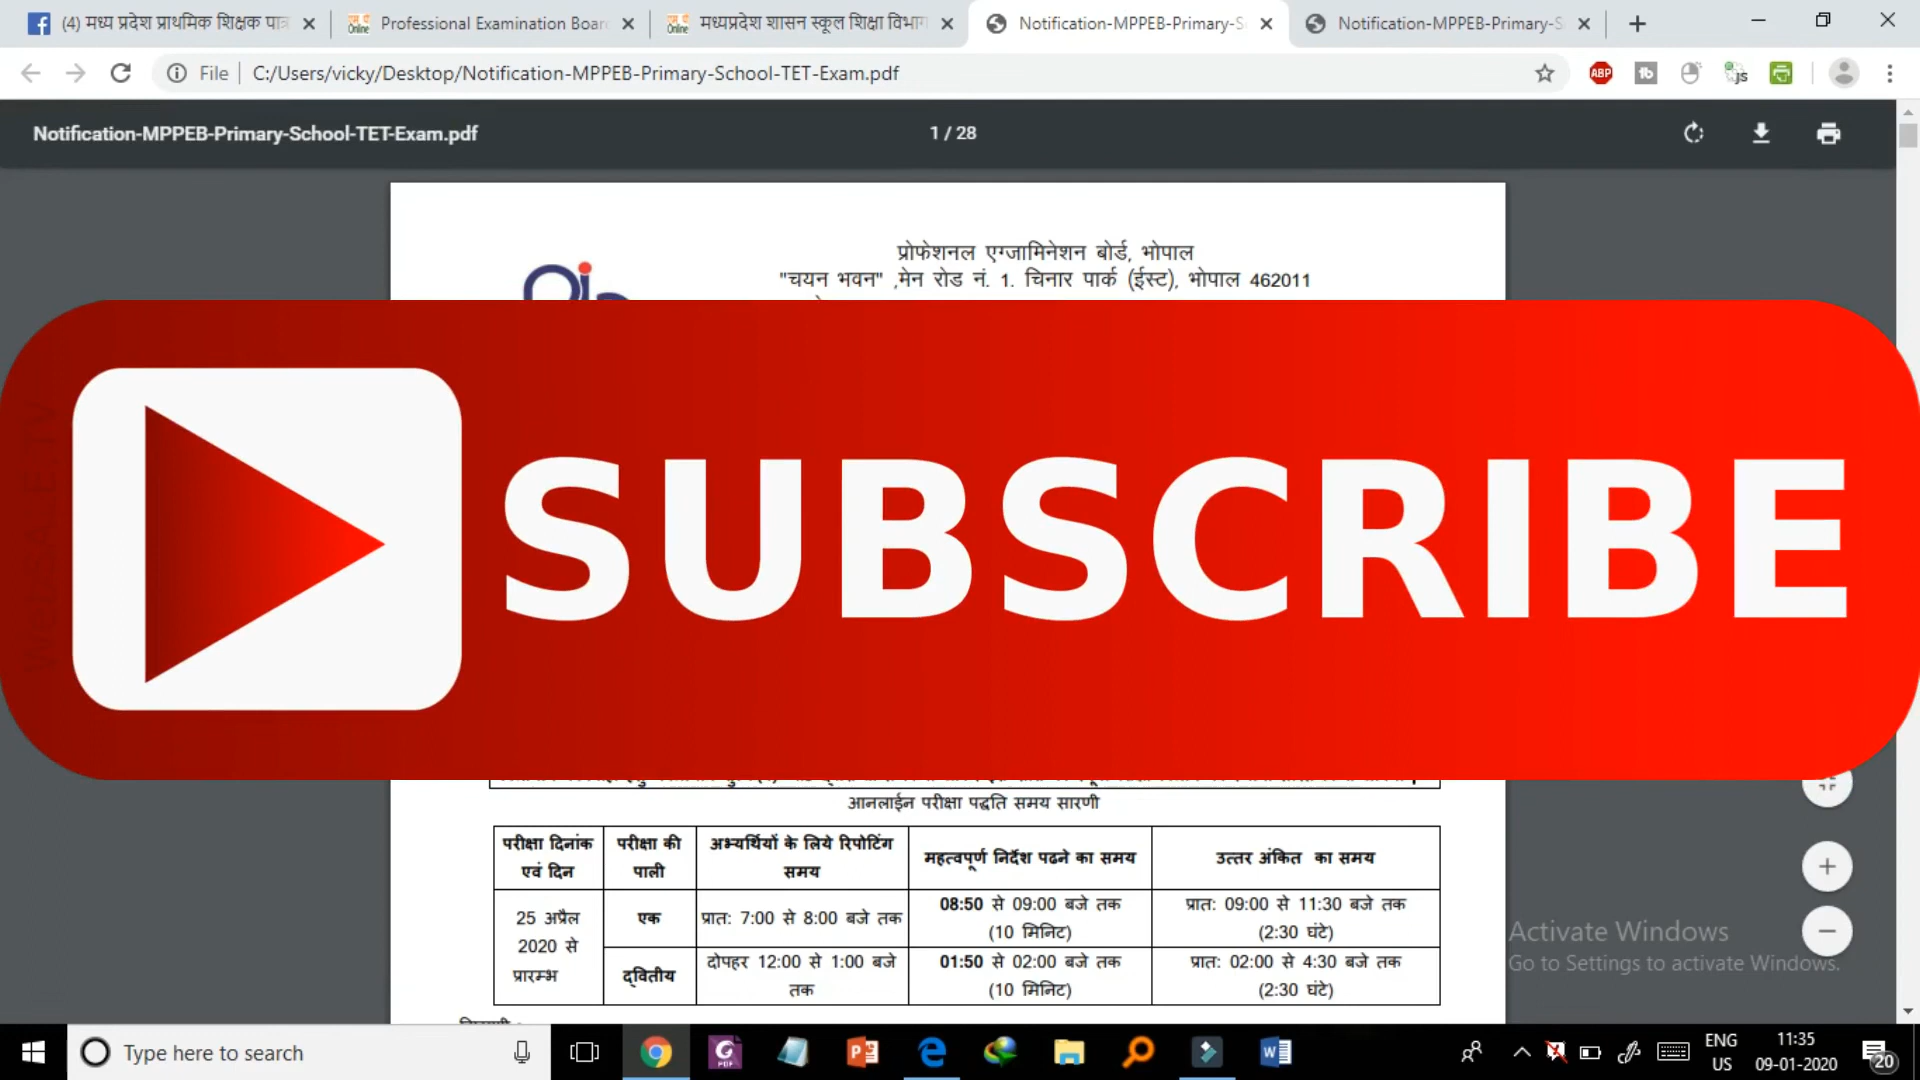 (4) मध्य प्रदेश प्राथमिक शिक्षक पात्र
Professional Examination Boar
मध्यप्रदेश शासन स्कूल शिक्षा विभाग
Notification-MPPEB-Primary-S
Notification-MPPEB-Primary-S
File
C:/Users/vicky/Desktop/Notification-MPPEB-Primary-School-TET-Exam.pdf
ABP
Notification-MPPEB-Primary-School-TET-Exam.pdf
1 / 28
प्रोफेशनल एग्जामिनेशन बोर्ड, भोपाल
"चयन भवन" ,मेन रोड नं. 1. चिनार पार्क (ईस्ट), भोपाल 462011
SUBSCRIBE
आनलाईन परीक्षा पद्धति समय सारणी
परीक्षा दिनांक एवं दिन
परीक्षा की पाली
अभ्यर्थियों के लिये रिपोर्टिंग समय
महत्वपूर्ण निर्देश पढने का समय
उत्तर अंकित का समय
25 अप्रैल 2020 से प्रारम्भ
एक
प्रात: 7:00 से 8:00 बजे तक
08:50 से 09:00 बजे तक (10 मिनिट)
प्रात: 09:00 से 11:30 बजे तक (2:30 घंटे)
द्वितीय
दोपहर 12:00 से 1:00 बजे तक
01:50 से 02:00 बजे तक (10 मिनिट)
प्रात: 02:00 से 4:30 बजे तक (2:30 घंटे)
Activate Windows
Go to Settings to activate Windows.
Type here to search
ENG
US
11:35
09-01-2020
20